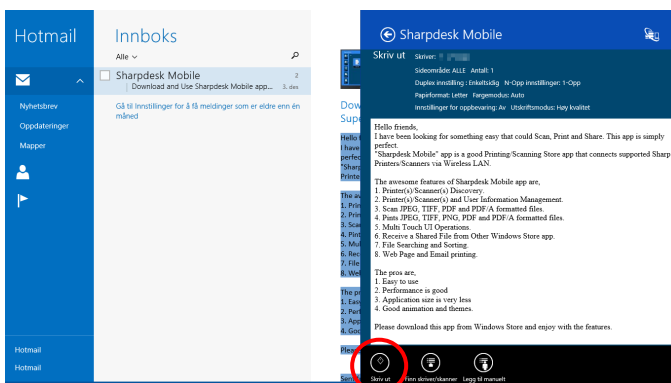 Hotmail
Nyhetsbrev
Oppdateringer
Mapper
Hotmail
Hotmail
Innboks
Alle
Sharpdesk Mobile 2
Download and Use Sharpdesk Mobile app... 3. des
Gå til Innstillinger for å få meldinger som er eldre enn én
måned
Sharpdesk Mobile
Skriv ut
Skriver:
Sideområde: ALLE Antall: 1
Duplex innstilling : Enkeltsidig N-Opp innstillinger: 1-Opp
Papirformat: Letter Fargemodus: Auto
Innstillinger for oppbevaring: Av Utskriftsmodus: Høy kvalitet
Hello friends,
I have been looking for something easy that could Scan, Print and Share. This app is simply
perfect.
"Sharpdesk Mobile" app is a good Printing/Scanning Store app that connects supported Sharp
Printers/Scanners via Wireless LAN.
The awesome features of Sharpdesk Mobile app are,
1. Printer(s)/Scanner(s) Discovery.
2. Printer(s)/Scanner(s) and User Information Management.
3. Scan JPEG, TIFF, PDF and PDF/A formatted files.
4. Pints JPEG, TIFF, PNG, PDF and PDF/A formatted files.
5. Multi Touch UI Operations.
6. Receive a Shared File from Other Windows Store app.
7. File Searching and Sorting.
8. Web Page and Email printing.
The pros are,
1. Easy to use
2. Performance is good
3. Application size is very less
4. Good animation and themes.
Please download this app from Windows Store and enjoy with the features.
Skriv ut
Finn skriver/skanner
Legg til manuelt